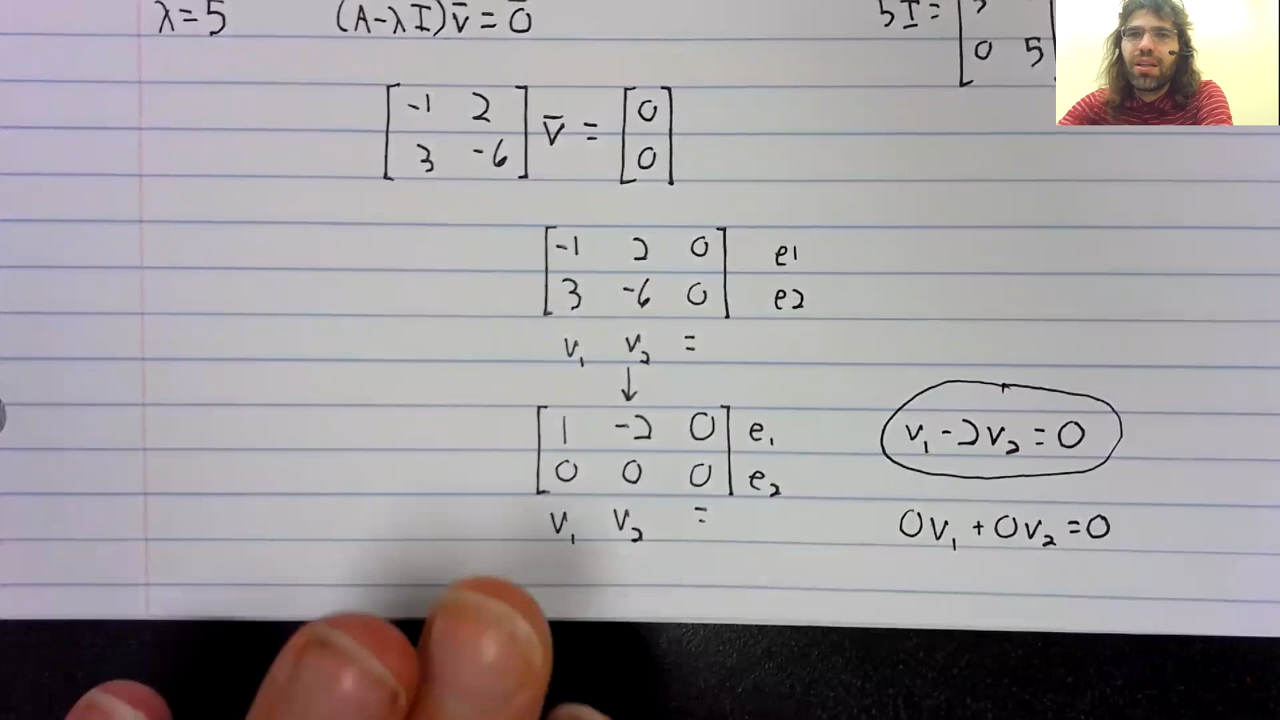 λ=5 (A-λI)v̄ = 0̄ 5I = [
0 5
[-1 2] v̄ = [0]
[3 -6] [0]
[-1 2 0] e1
[3 -6 0] e2
v₁ v₂ =
↓
[1 -2 0] e₁ v₁ - 2v₂ = 0
[0 0 0] e₂
v₁ v₂ = 0v₁ + 0v₂ = 0